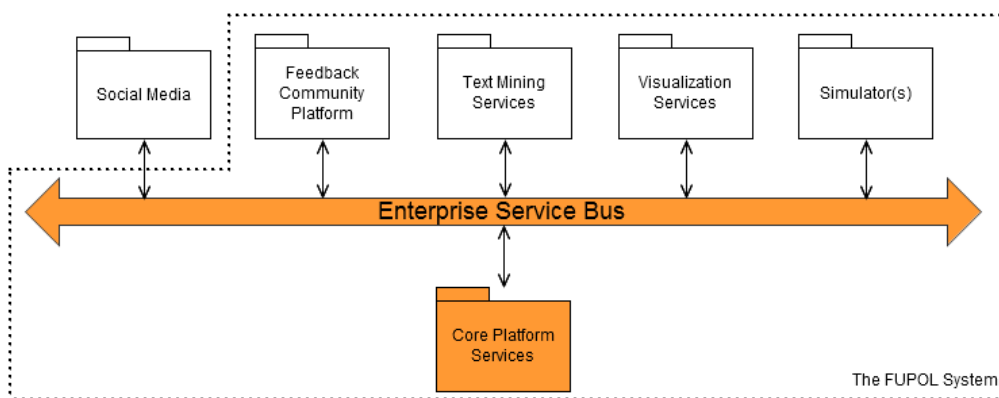 Social Media
Feedback
Community
Platform
Text Mining
Services
Visualization
Services
Simulator(s)
Enterprise Service Bus
Core Platform
Services
The FUPOL System